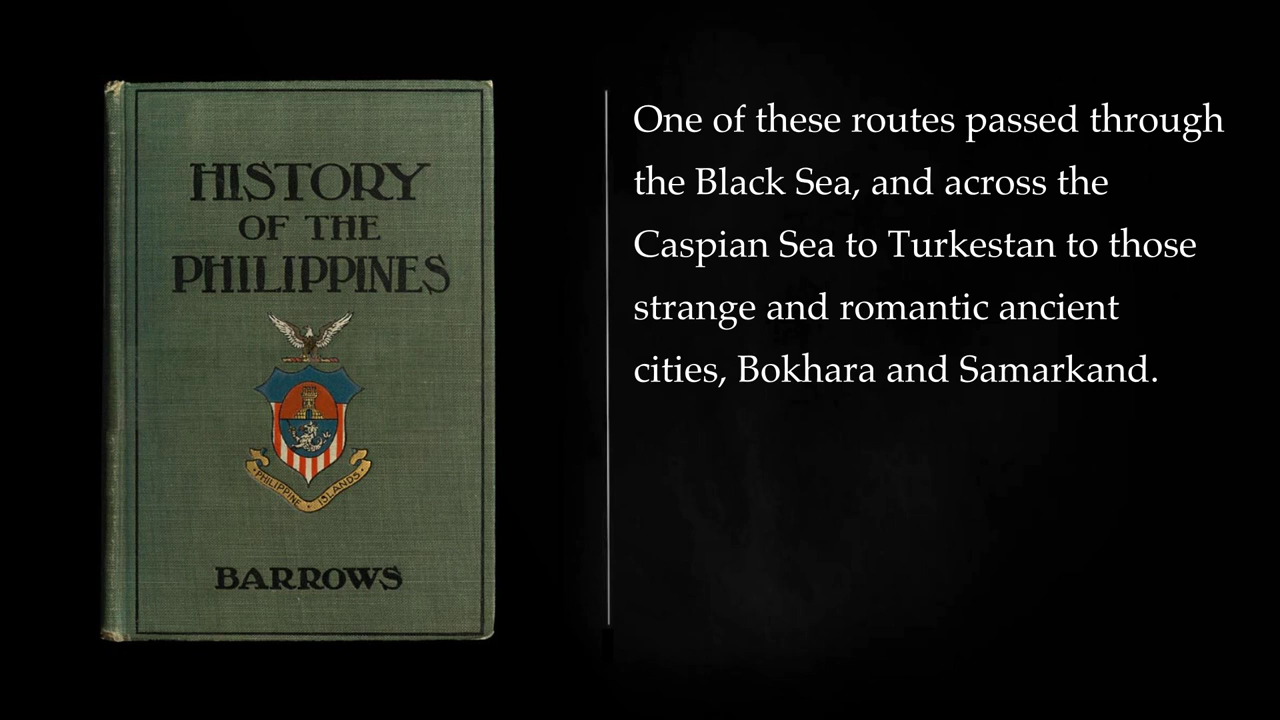 HISTORY
OF THE
PHILIPPINES
PHILIPPINE ISLANDS
BARROWS
One of these routes passed through
the Black Sea, and across the
Caspian Sea to Turkestan to those
strange and romantic ancient
cities, Bokhara and Samarkand.